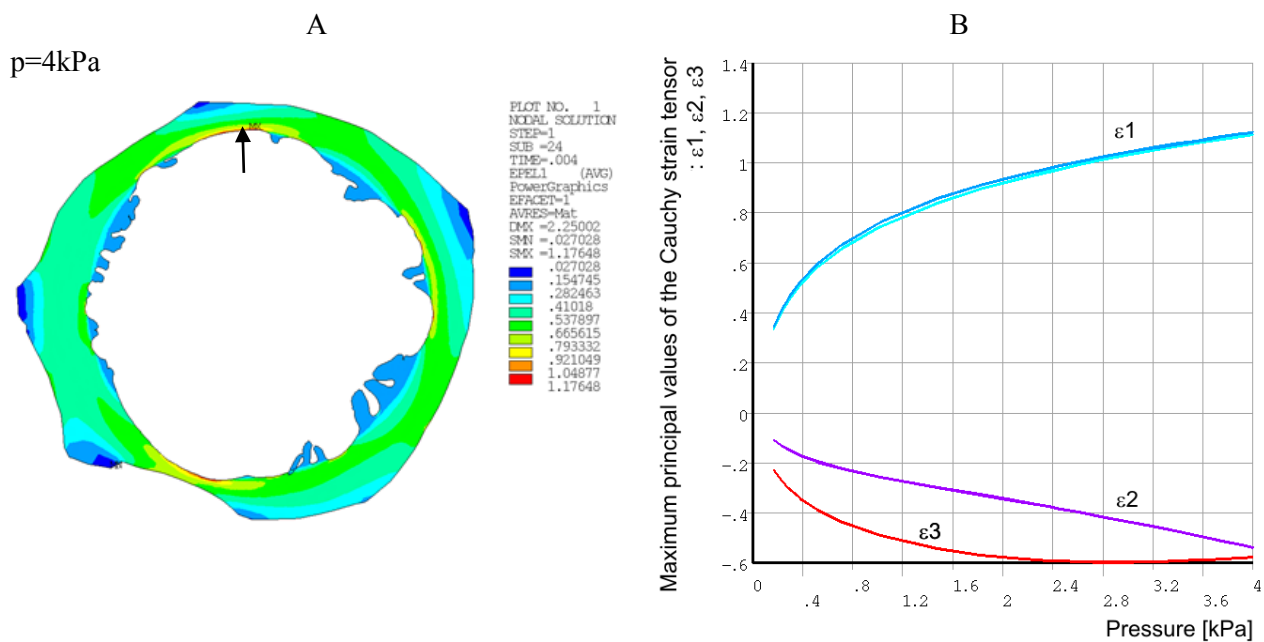 A
p=4kPa
PLOT NO. 1
NODAL SOLUTION
STEP=1
SUB =24
TIME=.004
EPEL1 (AVG)
PowerGraphics
EFACET=1
AVRES=Mat
DMX =2.25002
SMN =.027028
SMX =1.17648
.027028
.154745
.282463
.41018
.537897
.665615
.793332
.921049
1.04877
1.17648
MX
B
Maximum principal values of the Cauchy strain tensor
: ε1, ε2, ε3
1.4
1.2
1
.8
.6
.4
.2
0
-.2
-.4
-.6
ε1
ε2
ε3
0 .8 1.6 2.4 3.2 4
.4 1.2 2 2.8 3.6
Pressure [kPa]